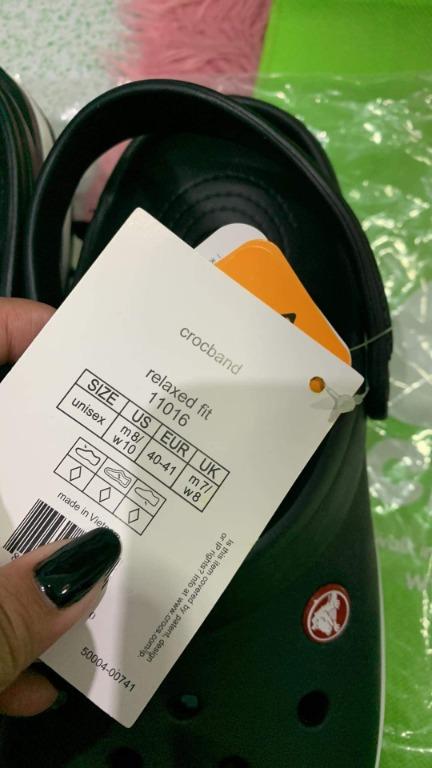 crocband
relaxed fit
11016
SIZE US EUR UK
unisex m8/ w10 40-41 m7/ w8
made in Viet
Is this item covered by patent, design
or IP rights? Info at www.crocs.com/ip.
50004-00741